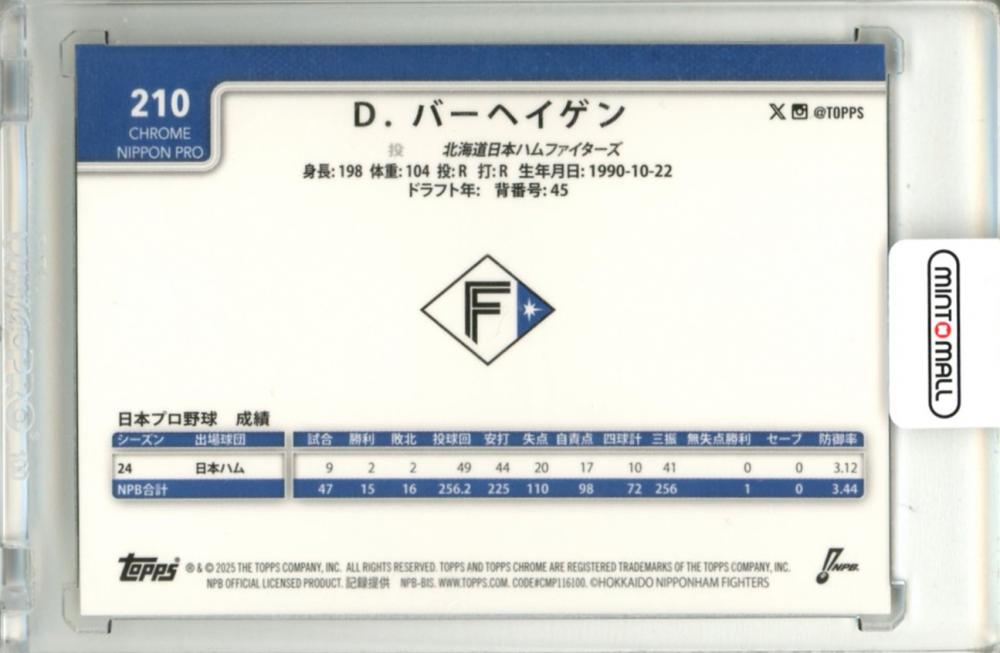 210
CHROME
NIPPON PRO
D. バーヘイゲン
@TOPPS
投 北海道日本ハムファイターズ
身長: 198 体重: 104 投: R 打: R 生年月日: 1990-10-22
ドラフト年: 背番号: 45
F
MINTOMALL
日本プロ野球 成績
シーズン 出場球団 試合 勝利 敗北 投球回 安打 失点 自責点 四球計 三振 無失点勝利 セーブ 防御率
24 日本ハム 9 2 2 49 44 20 17 10 41 0 0 3.12
NPB合計 47 15 16 256.2 225 110 98 72 256 1 0 3.44
topps ® & © 2025 THE TOPPS COMPANY, INC. ALL RIGHTS RESERVED. TOPPS AND TOPPS CHROME ARE REGISTERED TRADEMARKS OF THE TOPPS COMPANY, INC.
NPB OFFICIAL LICENSED PRODUCT. 記録提供 NPB-BIS. WWW.TOPPS.COM. CODE#CMP116100. ©HOKKAIDO NIPPONHAM FIGHTERS
NPB